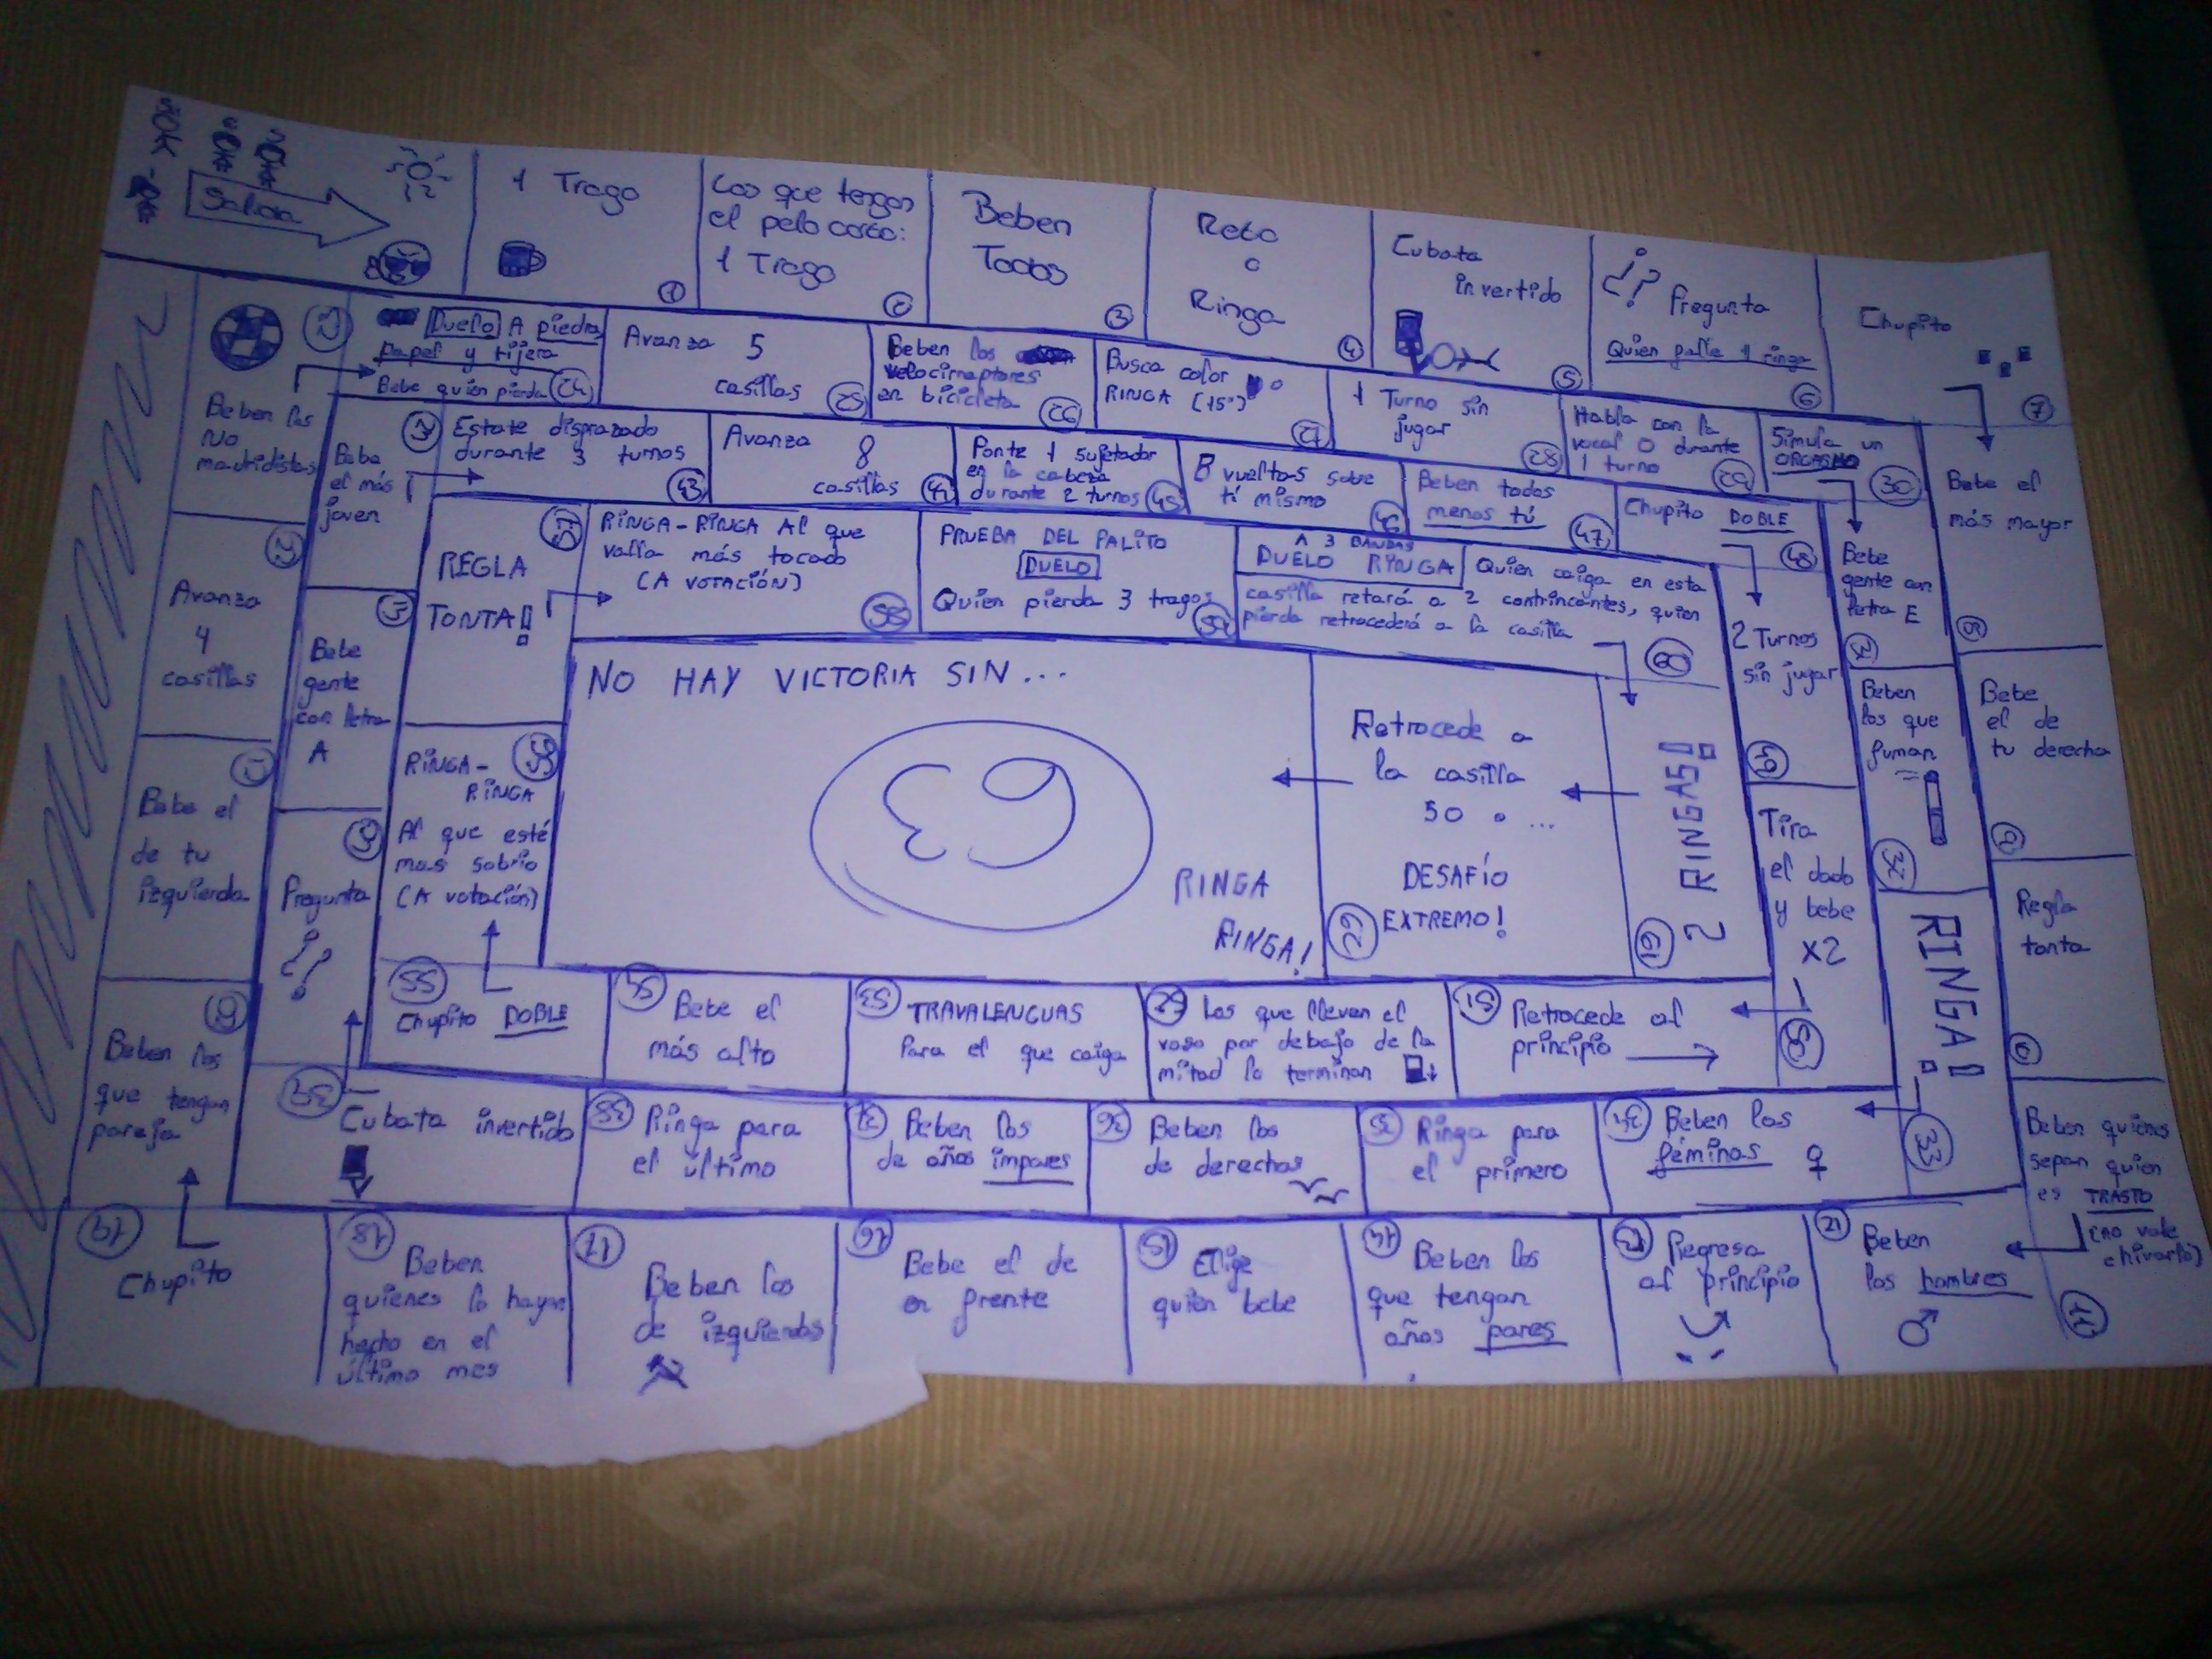 Salida
1 Trago
1
Los que tengan
el pelo corto:
1 Trago
2
Beben
Todos
3
Reto
o
Ringa
4
Cubata
invertido
5
¿? Pregunta
Quien falle 1 ringa
6
Chupito
7
Bebe el
más mayor
8
Bebe
el de
tu derecha
9
Regla
tonta
10
Beben quienes
sepan quien
es TRASTO
(no vale
chivarlo)
11
12
Beben
los hombres
13
Regresa
al principio
14
Beben los
que tengan
años pares
15
Elige
quien bebe
16
Bebe el de
en frente
17
Beben los
de izquierdas
18
Beben
quienes lo hayan
hecho en el
último mes
19
Chupito
20
Beben los
que tengan
pareja
21
Bebe el
de tu
izquierda
22
Avanza
4
casillas
23
Beben los
NO
madridistas
Duelo A piedra
papel y tijera
Bebe quien pierda
24
Avanza 5
casillas
25
Beben los
velocirraptores
en bicicleta
26
Busca color
RINGA (15")
27
1 Turno sin
jugar
28
Habla con la
vocal O durante
1 turno
29
Simula un
ORGASMO
30
Bebe
gente con
letra E
31
Beben
los que
fuman
32
RINGA!
33
34
Beben las
féminas
35
Ringa para
el primero
36
Beben los
de derechas
37
Beben los
de años impares
38
Ringa para
el último
39
Cubata invertido
40
Pregunta
¿?
41
Bebe
gente
con letra
A
42
Bebe
el más
joven
Estate disprazado
durante 3 turnos
43
Avanza
8
casillas
44
Ponte 1 sujetador
en la cabeza
durante 2 turnos
45
8 vueltas sobre
tí mismo
46
Beben todos
menos tú
47
Chupito DOBLE
48
2 Turnos
sin jugar
49
Tira
el dado
y bebe
X2
50
51
Retrocede al
principio
52
Los que lleven el
vaso por debajo de la
mitad lo terminan
53
TRAVALENGUAS
Para el que caiga
54
Bebe el
más alto
55
Chupito DOBLE
56
RINGA-
RINGA
Al que esté
mas sobrio
(A votación)
57
REGLA
TONTA!!
RINGA-RINGA Al que
valla más tocado
(A VOTACIÓN)
58
PRUEBA DEL PALITO
DUELO
Quien pierda 3 tragos
59
A 3 BANDAS
DUELO RINGA
Quien caiga en esta
casilla retará a 2 contrincantes, quien
pierda retrocederá a la casilla
60
2 RINGAS!
61
Retrocede a
la casilla
50 o ...
DESAFÍO
EXTREMO!
62
NO HAY VICTORIA SIN...
RINGA
RINGA!